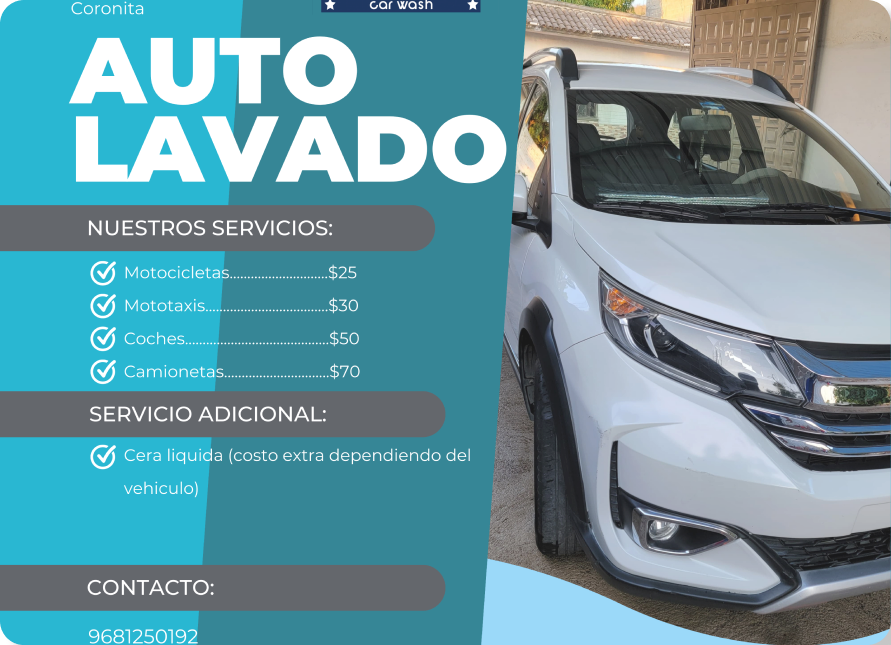 Coronita
car wash
AUTO
LAVADO
NUESTROS SERVICIOS:
Motocicletas...........................$25
Mototaxis.................................$30
Coches.......................................$50
Camionetas.............................$70
SERVICIO ADICIONAL:
Cera liquida (costo extra dependiendo del
vehiculo)
CONTACTO:
9681250192